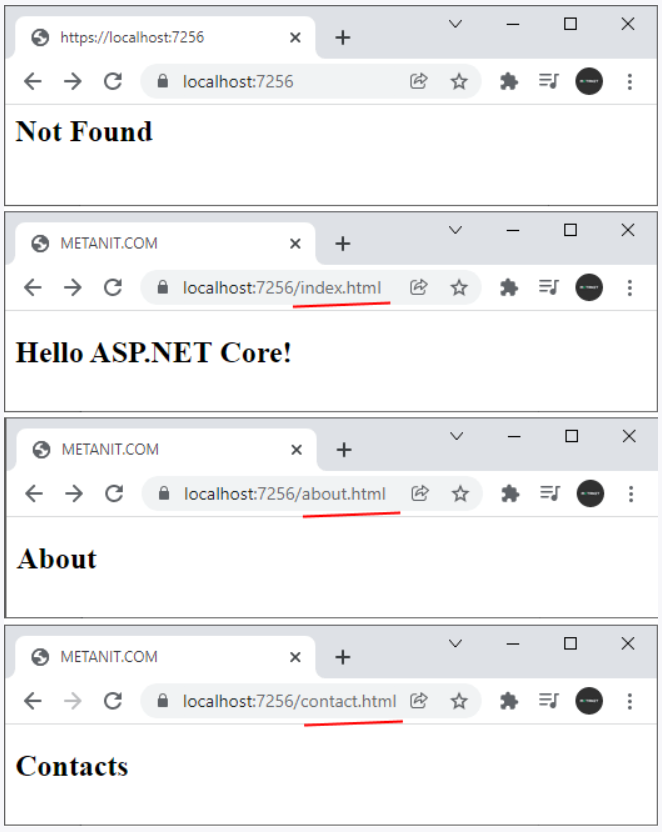 https://localhost:7256
localhost:7256
Not Found
METANIT.COM
localhost:7256/index.html
Hello ASP.NET Core!
METANIT.COM
localhost:7256/about.html
About
METANIT.COM
localhost:7256/contact.html
Contacts